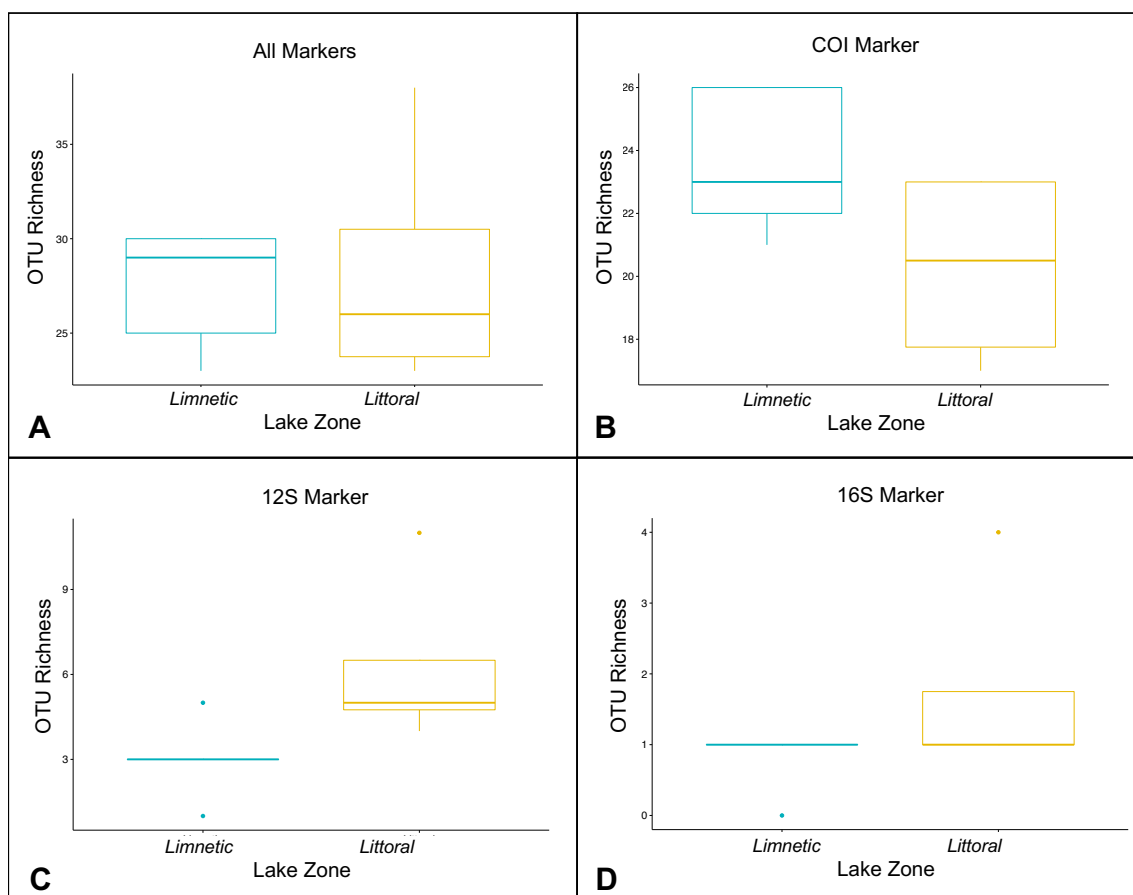 All Markers
OTU Richness
35
30
25
Limnetic Littoral
Lake Zone
A
COI Marker
OTU Richness
26
24
22
20
18
Limnetic Littoral
Lake Zone
B
12S Marker
OTU Richness
9
6
3
Limnetic Littoral
Lake Zone
C
16S Marker
OTU Richness
4
3
2
1
0
Limnetic Littoral
Lake Zone
D